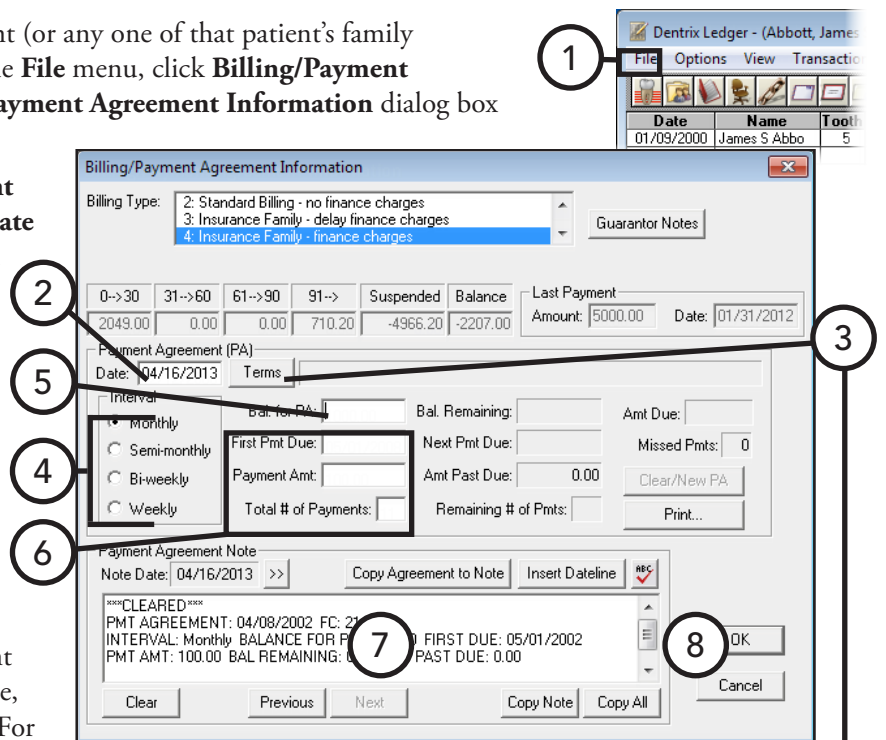 nt (or any one of that patient’s family
e File menu, click Billing/Payment
ayment Agreement Information dialog box
nt
ate
nt
e,
For
1
Dentrix Ledger - (Abbott, James
File Options View
Date Name Tooth
01/09/2000 James S Abbo 5
Billing/Payment Agreement Information
Billing Type:
2: Standard Billing - no finance charges
3: Insurance Family - delay finance charges
4: Insurance Family - finance charges
Guarantor Notes
2
0-->30 31-->60 61-->90 91--> Suspended Balance
2049.00 0.00 0.00 710.20 -4966.20 -2207.00
Last Payment
Amount: 5000.00 Date: 01/31/2012
3
Payment Agreement (PA)
Date: 04/16/2013 Terms
5
Interval
Monthly
Semi-monthly
Bi-weekly
Weekly
4
Bal. for PA: Bal. Remaining: Amt Due:
First Pmt Due: Next Pmt Due: Missed Pmts: 0
Payment Amt: Amt Past Due: 0.00 Clear/New PA
Total # of Payments: Remaining # of Pmts: Print...
6
Payment Agreement Note
Note Date: 04/16/2013 >> Copy Agreement to Note Insert Dateline ABC
***CLEARED***
PMT AGREEMENT: 04/08/2002 FC:
INTERVAL: Monthly BALANCE FOR FIRST DUE: 05/01/2002
PMT AMT: 100.00 BAL REMAINING: PAST DUE: 0.00
7
8
OK
Cancel
Clear Previous Next Copy Note Copy All